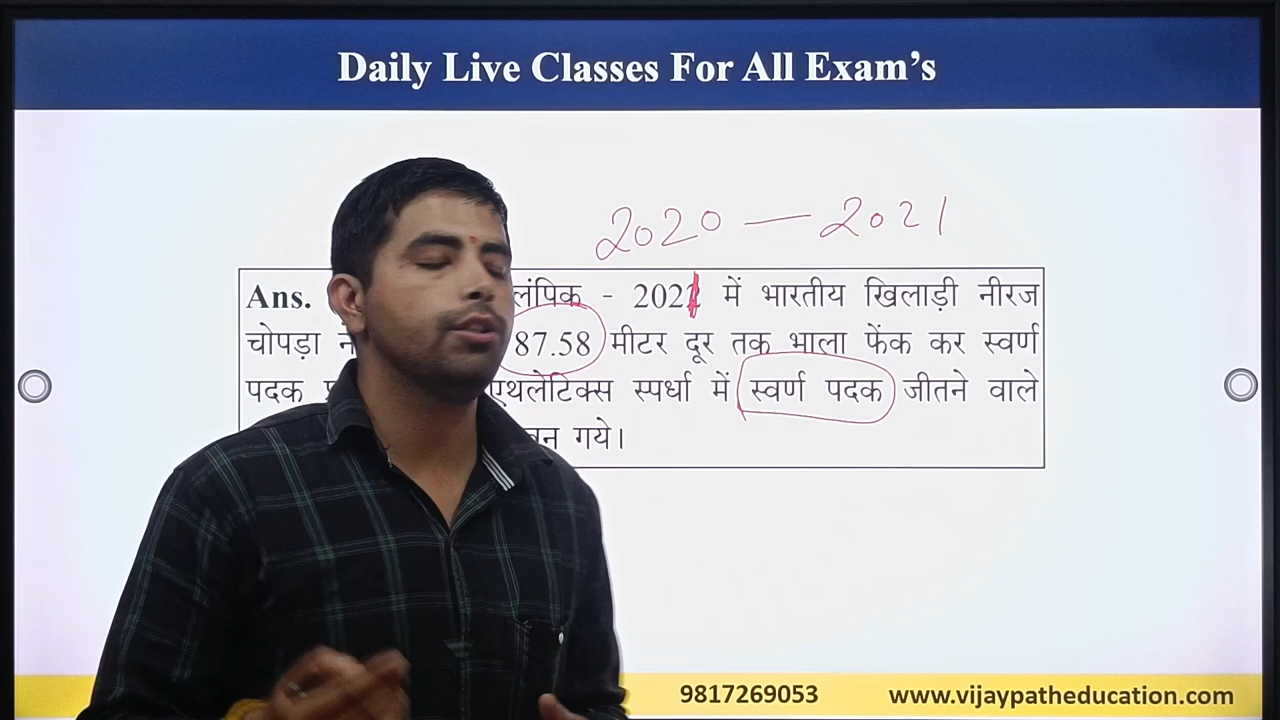 Daily Live Classes For All Exam's
2020 — 2021
Ans. लंपिक - 2021 में भारतीय खिलाड़ी नीरज
चोपड़ा 87.58 मीटर दूर तक भाला फेंक कर स्वर्ण
पदक एथलेटिक्स स्पर्धा में स्वर्ण पदक जीतने वाले
गये।
9817269053 www.vijaypatheducation.com